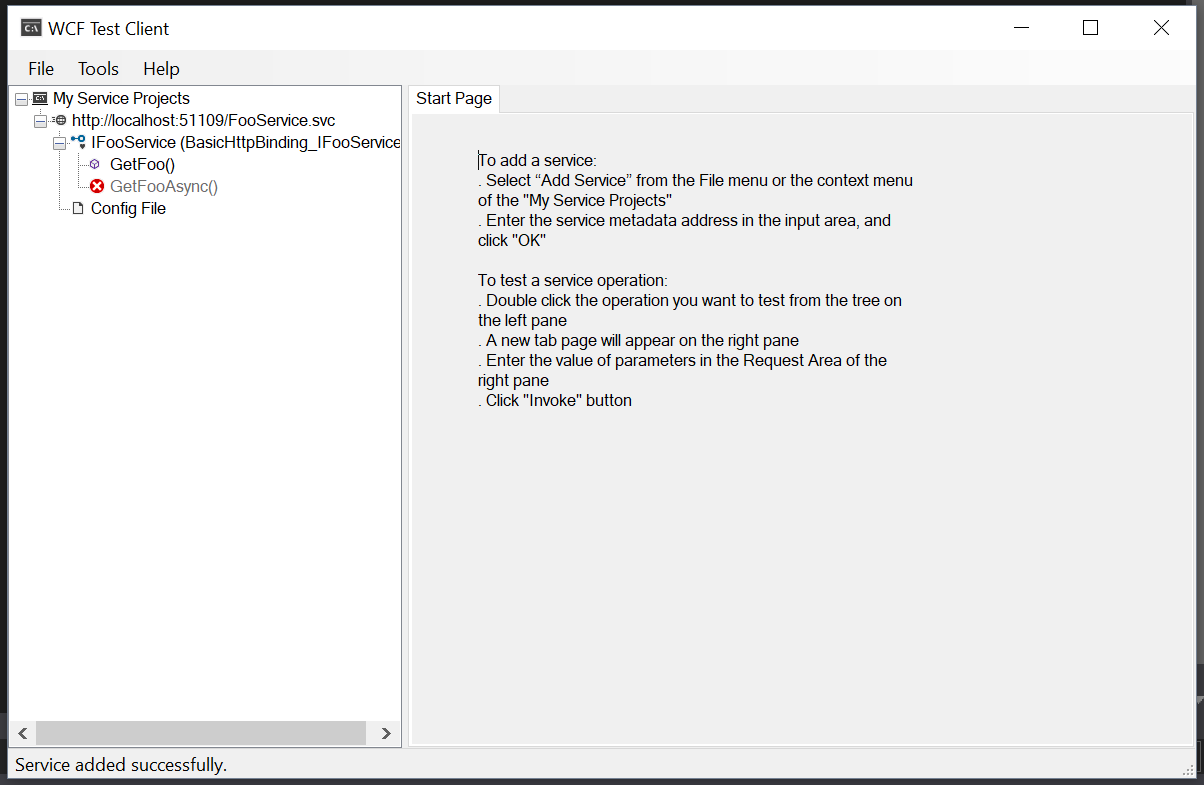 WCF Test Client
File Tools Help
My Service Projects
http://localhost:51109/FooService.svc
IFooService (BasicHttpBinding_IFooService
GetFoo()
GetFooAsync()
Config File
Start Page
To add a service:
. Select “Add Service” from the File menu or the context menu
of the "My Service Projects"
. Enter the service metadata address in the input area, and
click "OK"
To test a service operation:
. Double click the operation you want to test from the tree on
the left pane
. A new tab page will appear on the right pane
. Enter the value of parameters in the Request Area of the
right pane
. Click "Invoke" button
Service added successfully.